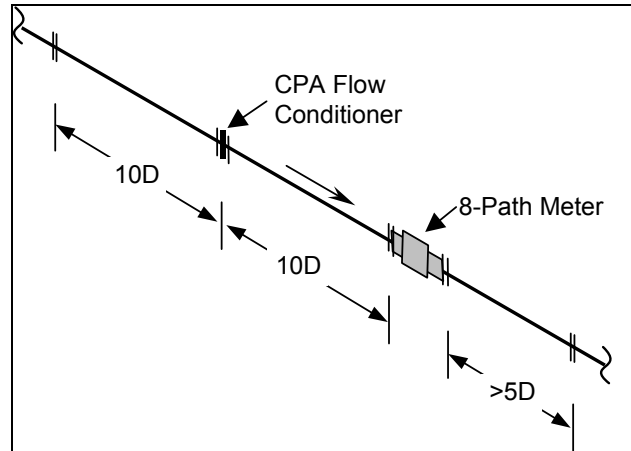 CPA Flow
Conditioner
10D
8-Path Meter
10D
>5D